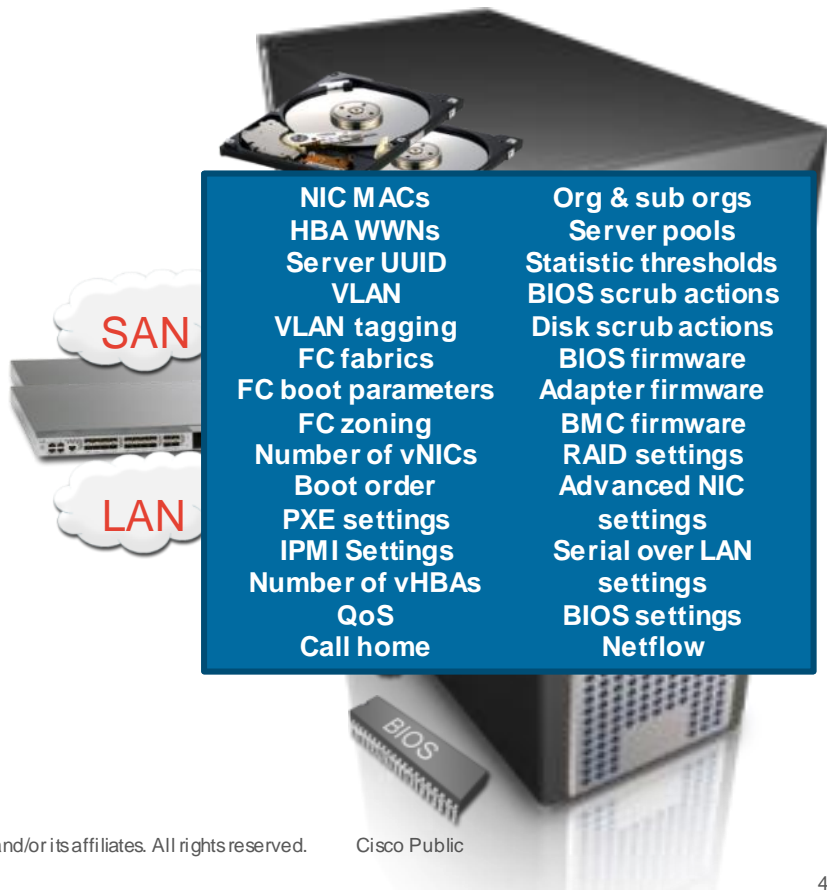 SAN
LAN
NIC MACs
HBA WWNs
Server UUID
VLAN
VLAN tagging
FC fabrics
FC boot parameters
FC zoning
Number of vNICs
Boot order
PXE settings
IPMI Settings
Number of vHBAs
QoS
Call home
Org & sub orgs
Server pools
Statistic thresholds
BIOS scrub actions
Disk scrub actions
BIOS firmware
Adapter firmware
BMC firmware
RAID settings
Advanced NIC
settings
Serial over LAN
settings
BIOS settings
Netflow
BIOS
and/or its affiliates. All rights reserved. Cisco Public
4